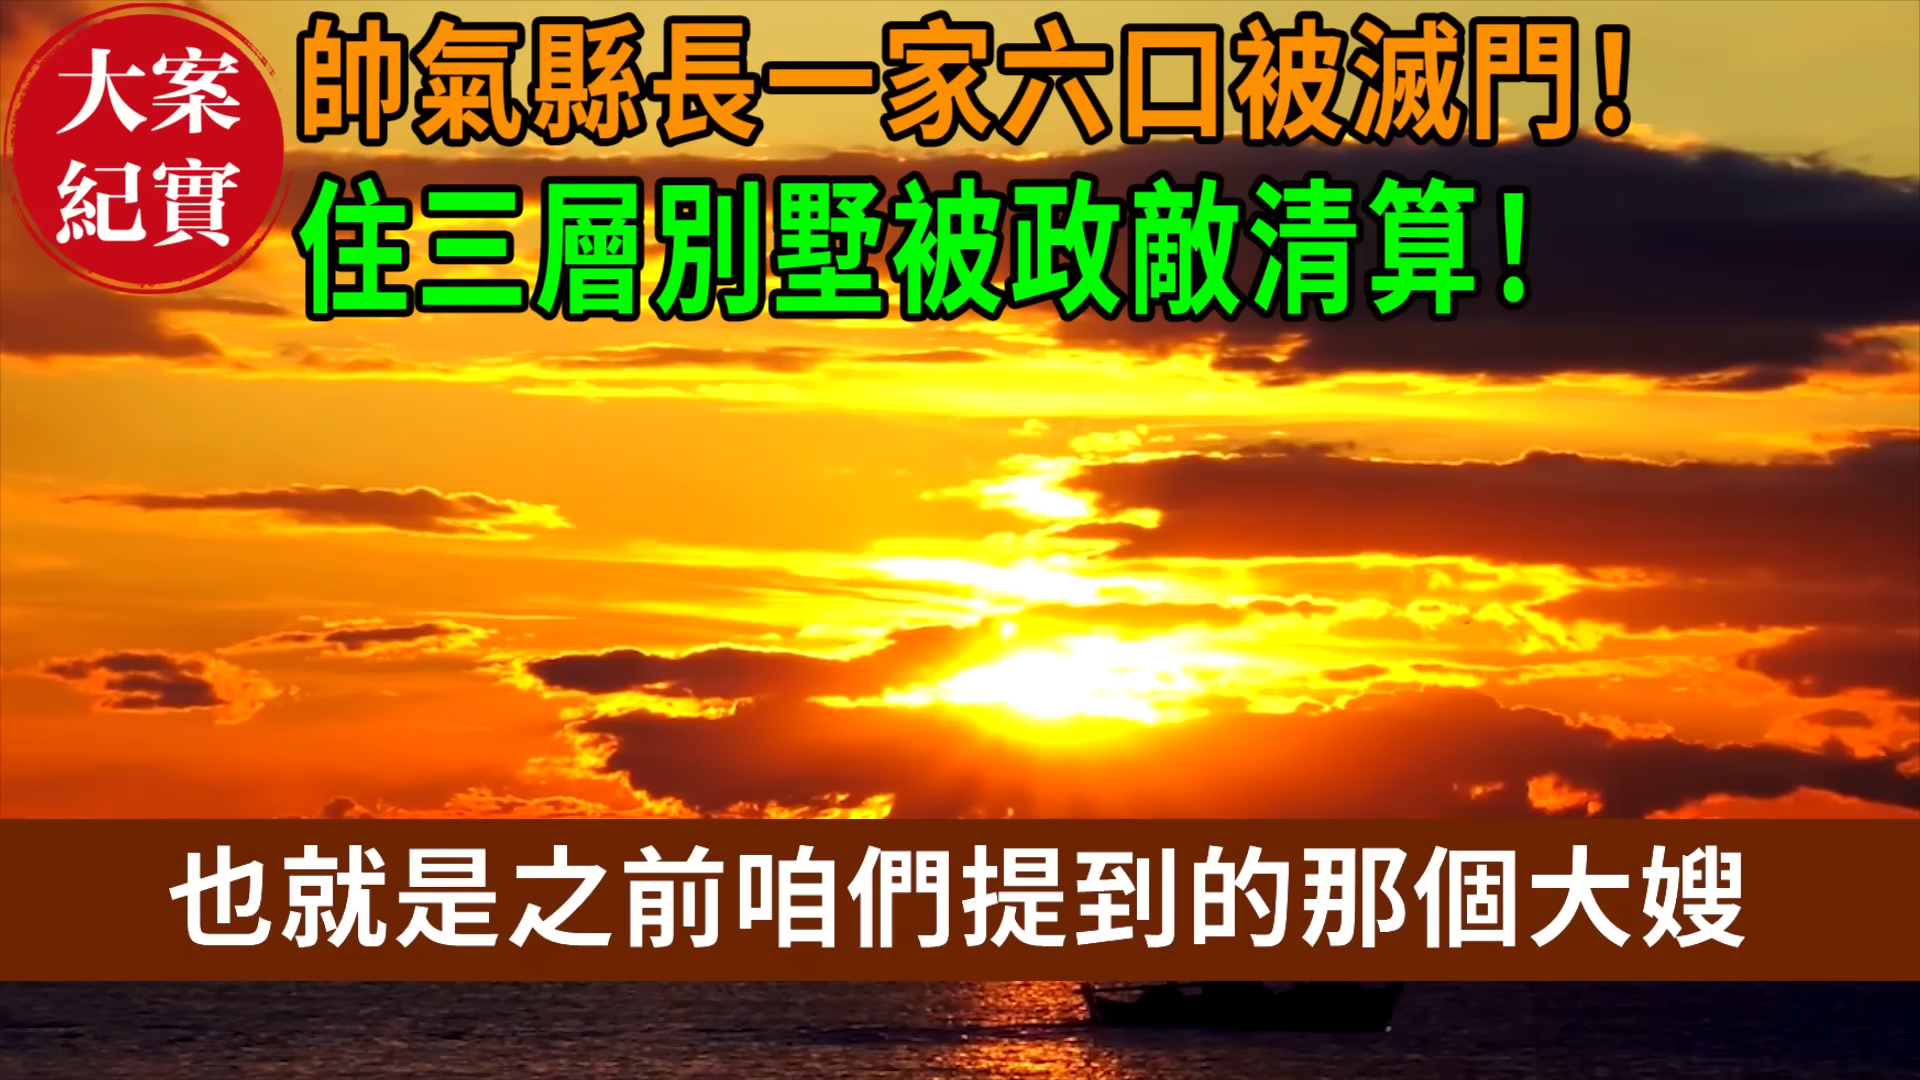 大案
紀實
帥氣縣長一家六口被滅門!
住三層別墅被政敵清算!
也就是之前咱們提到的那個大嫂